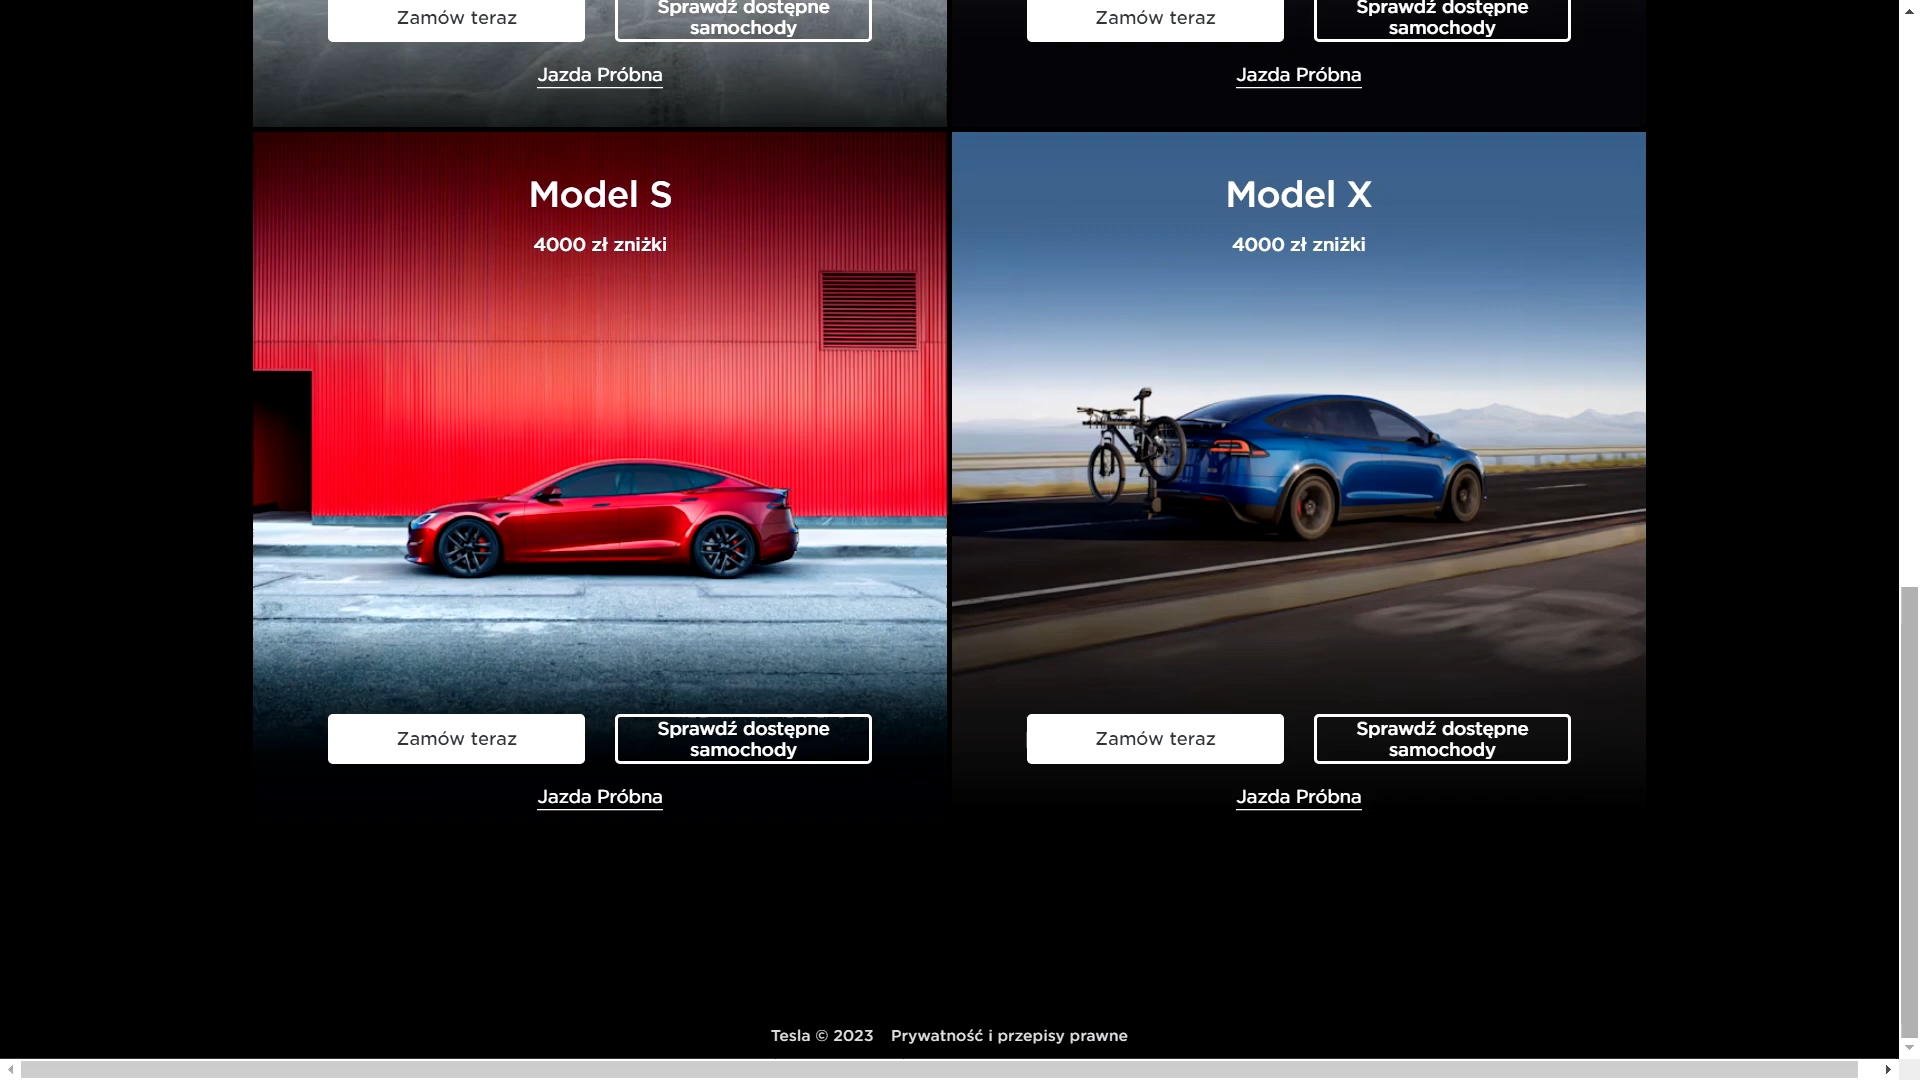 Zamów teraz
Sprawdź dostępne
samochody
Jazda Próbna
Zamów teraz
Sprawdź dostępne
samochody
Jazda Próbna
Model S
4000 zł zniżki
Zamów teraz
Sprawdź dostępne
samochody
Jazda Próbna
Model X
4000 zł zniżki
Zamów teraz
Sprawdź dostępne
samochody
Jazda Próbna
Tesla © 2023 Prywatność i przepisy prawne